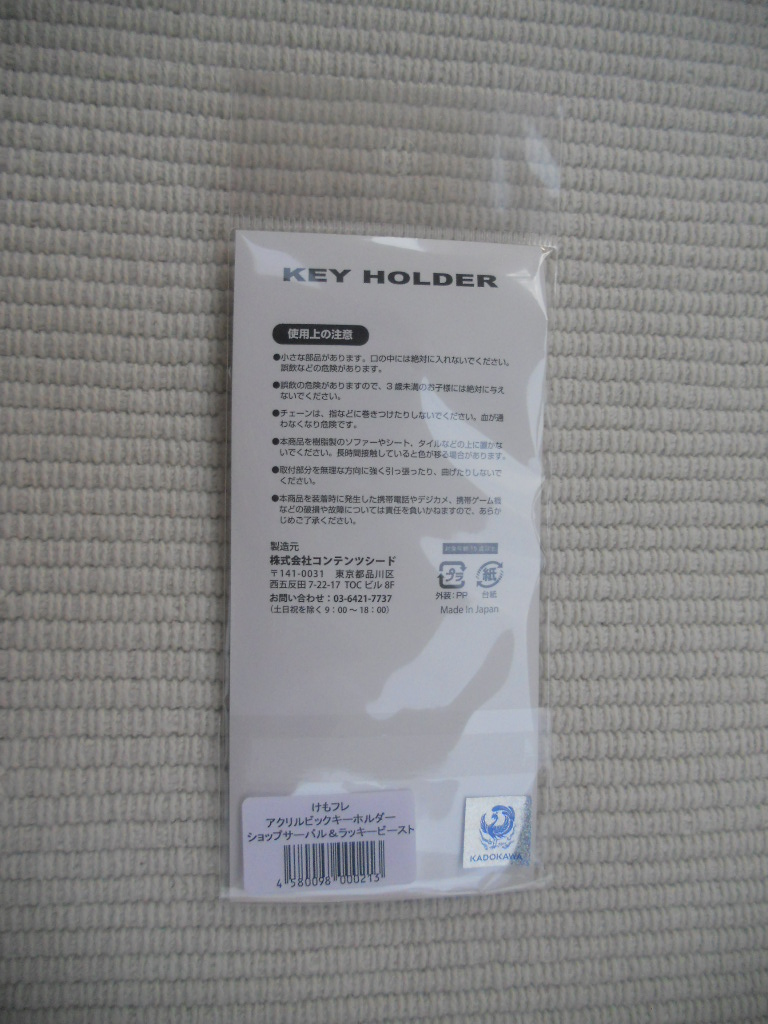 KEY HOLDER
使用上の注意
●小さな部品があります。口の中には絶対に入れないでください。
誤飲などの危険があります。
●誤飲の危険がありますので、3歳未満のお子様には絶対に与え
ないでください。
●チェーンは、指などに巻きつけたりしないでください。血が通
わなくなり危険です。
●本商品を樹脂製のソファーやシート、タイルなどの上に置かな
いでください。長時間接触していると色が移る場合があります。
●取付部分を無理な方向に強く引っ張ったり、曲げたりしないで
ください。
●本商品を装着時に発生した携帯電話やデジカメ、携帯ゲーム機
などの破損や故障については責任を負いかねますので、あらか
じめご了承ください。
製造元
株式会社コンテンツシード
〒141-0031 東京都品川区
西五反田 7-22-17 TOC ビル 8F
お問い合わせ：03-6421-7737
（土日祝を除く 9：00 〜 18：00）
プラ 紙
外装：PP 台紙
Made In Japan
けもフレ
アクリルビックキーホルダー
ショップサーバル＆ラッキービースト
4 580098 000213
KADOKAWA